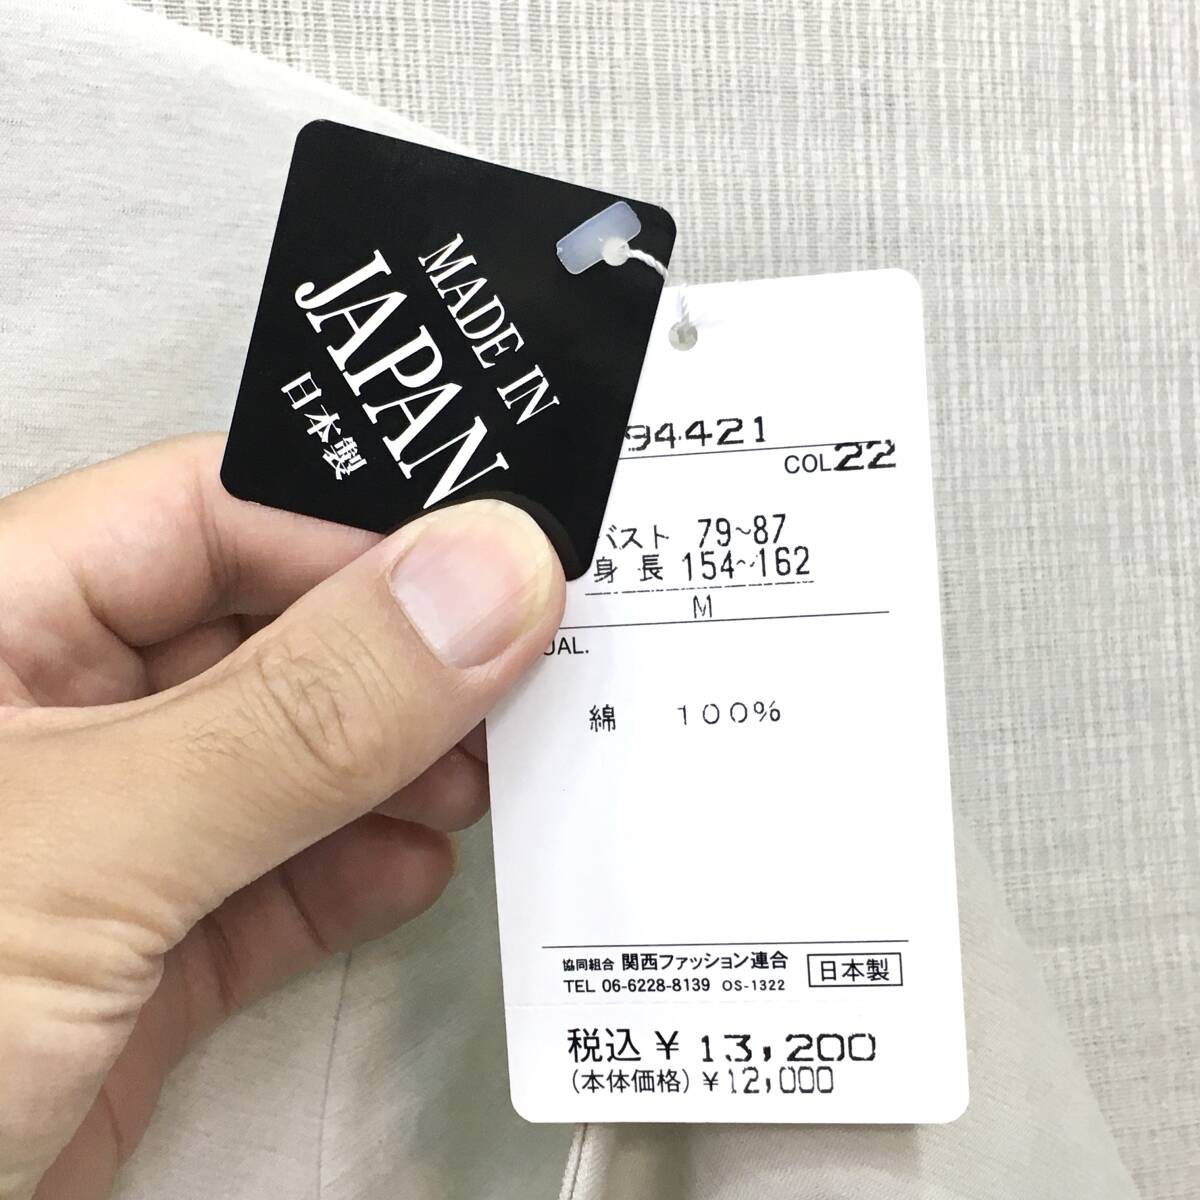 MADE IN
JAPAN
日本製
94421
COL 22
バスト 79~87
身長 154~162
M
UAL.
綿 100%
協同組合 関西ファッション連合
TEL 06-6228-8139 OS-1322
日本製
税込 ¥ 13,200
(本体価格) ¥12,000